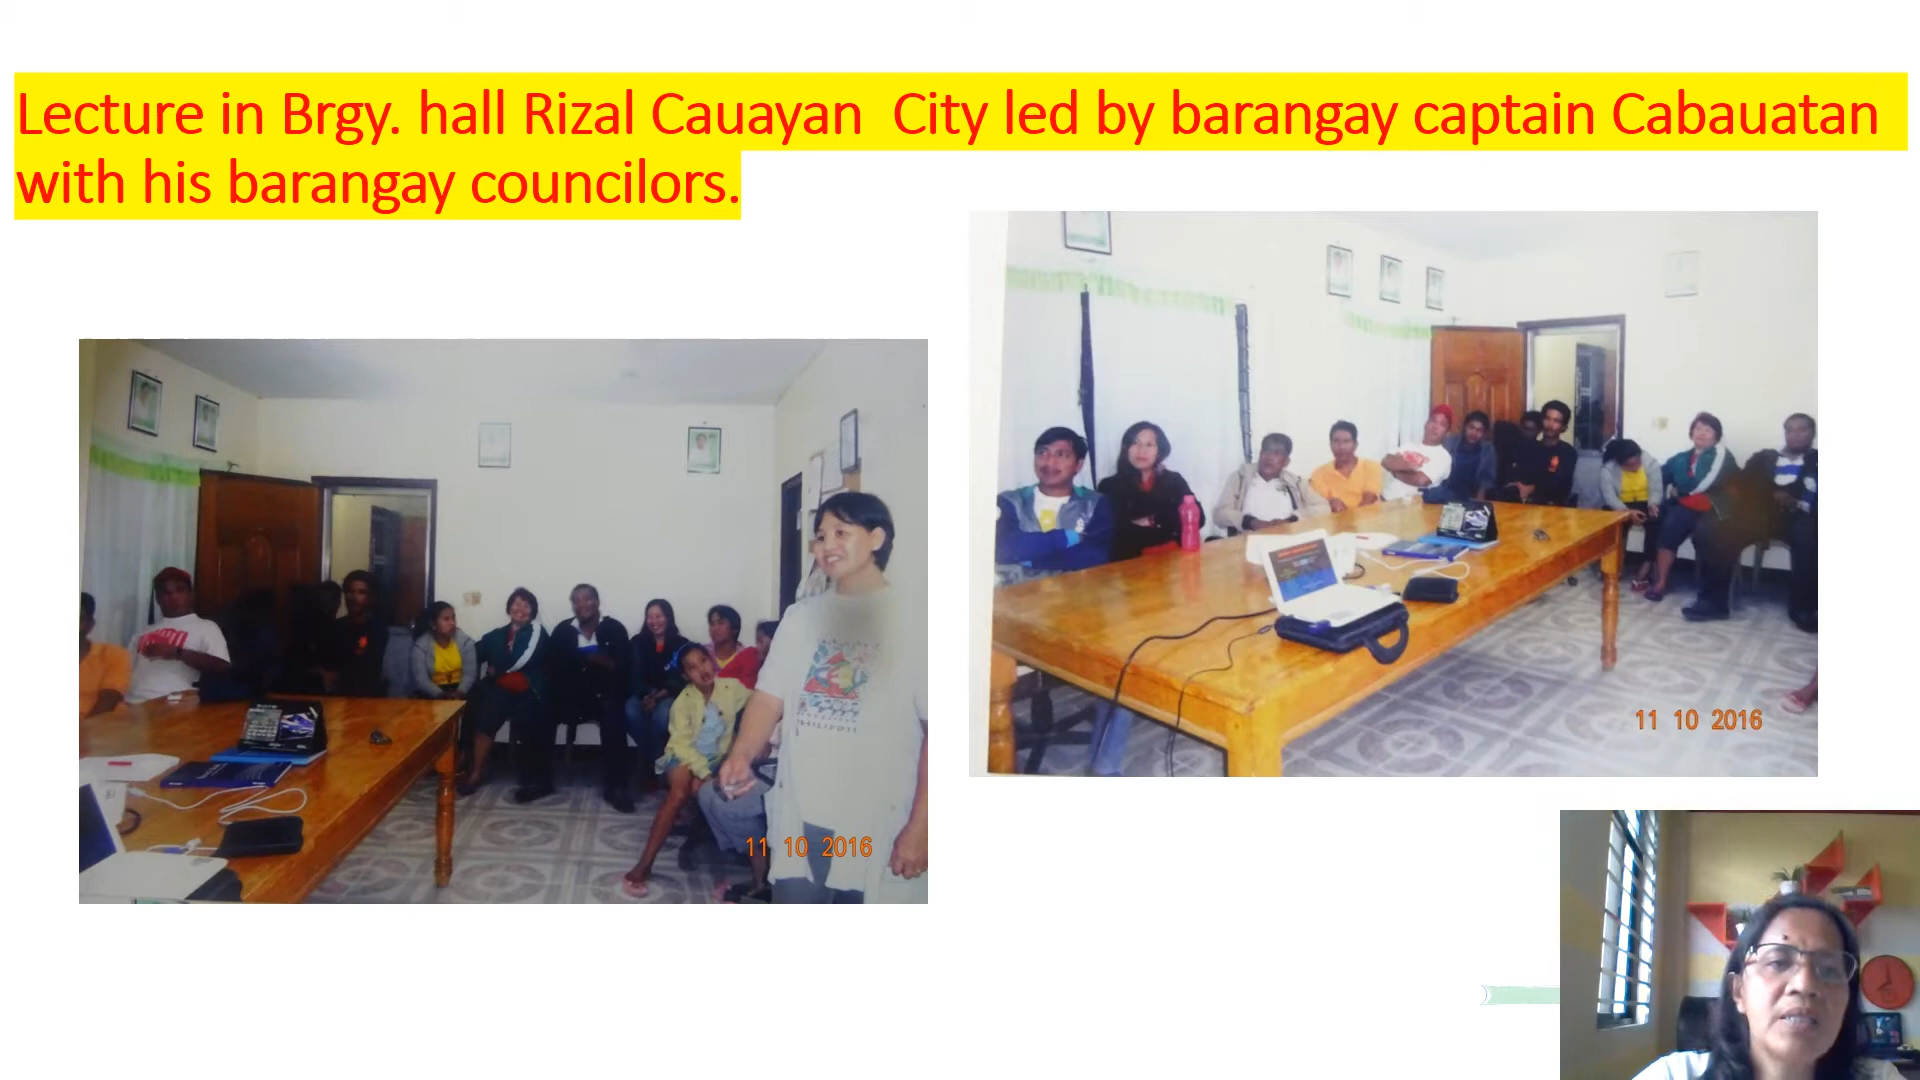 Lecture in Brgy. hall Rizal Cauayan  City led by barangay captain Cabauatan
with his barangay councilors.
11 10 2016
11 10 2016